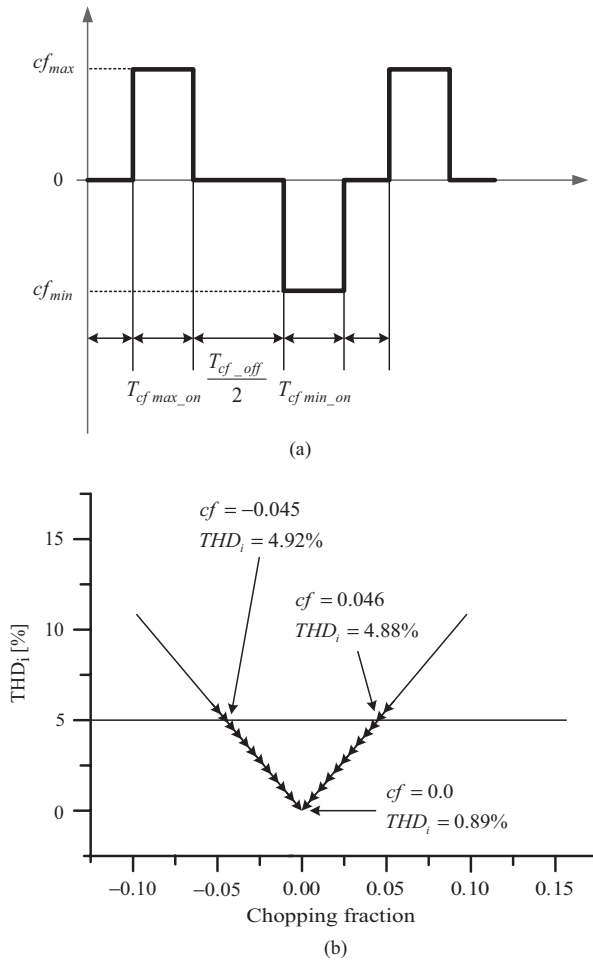 cf_max
0
cf_min
T_cf_off
2
T_cf max_on
T_cf min_on
(a)
cf = −0.045
THD_i = 4.92%
cf = 0.046
THD_i = 4.88%
cf = 0.0
THD_i = 0.89%
THD_i [%]
15
10
5
0
−0.10 −0.05 0.00 0.05 0.10 0.15
Chopping fraction
(b)